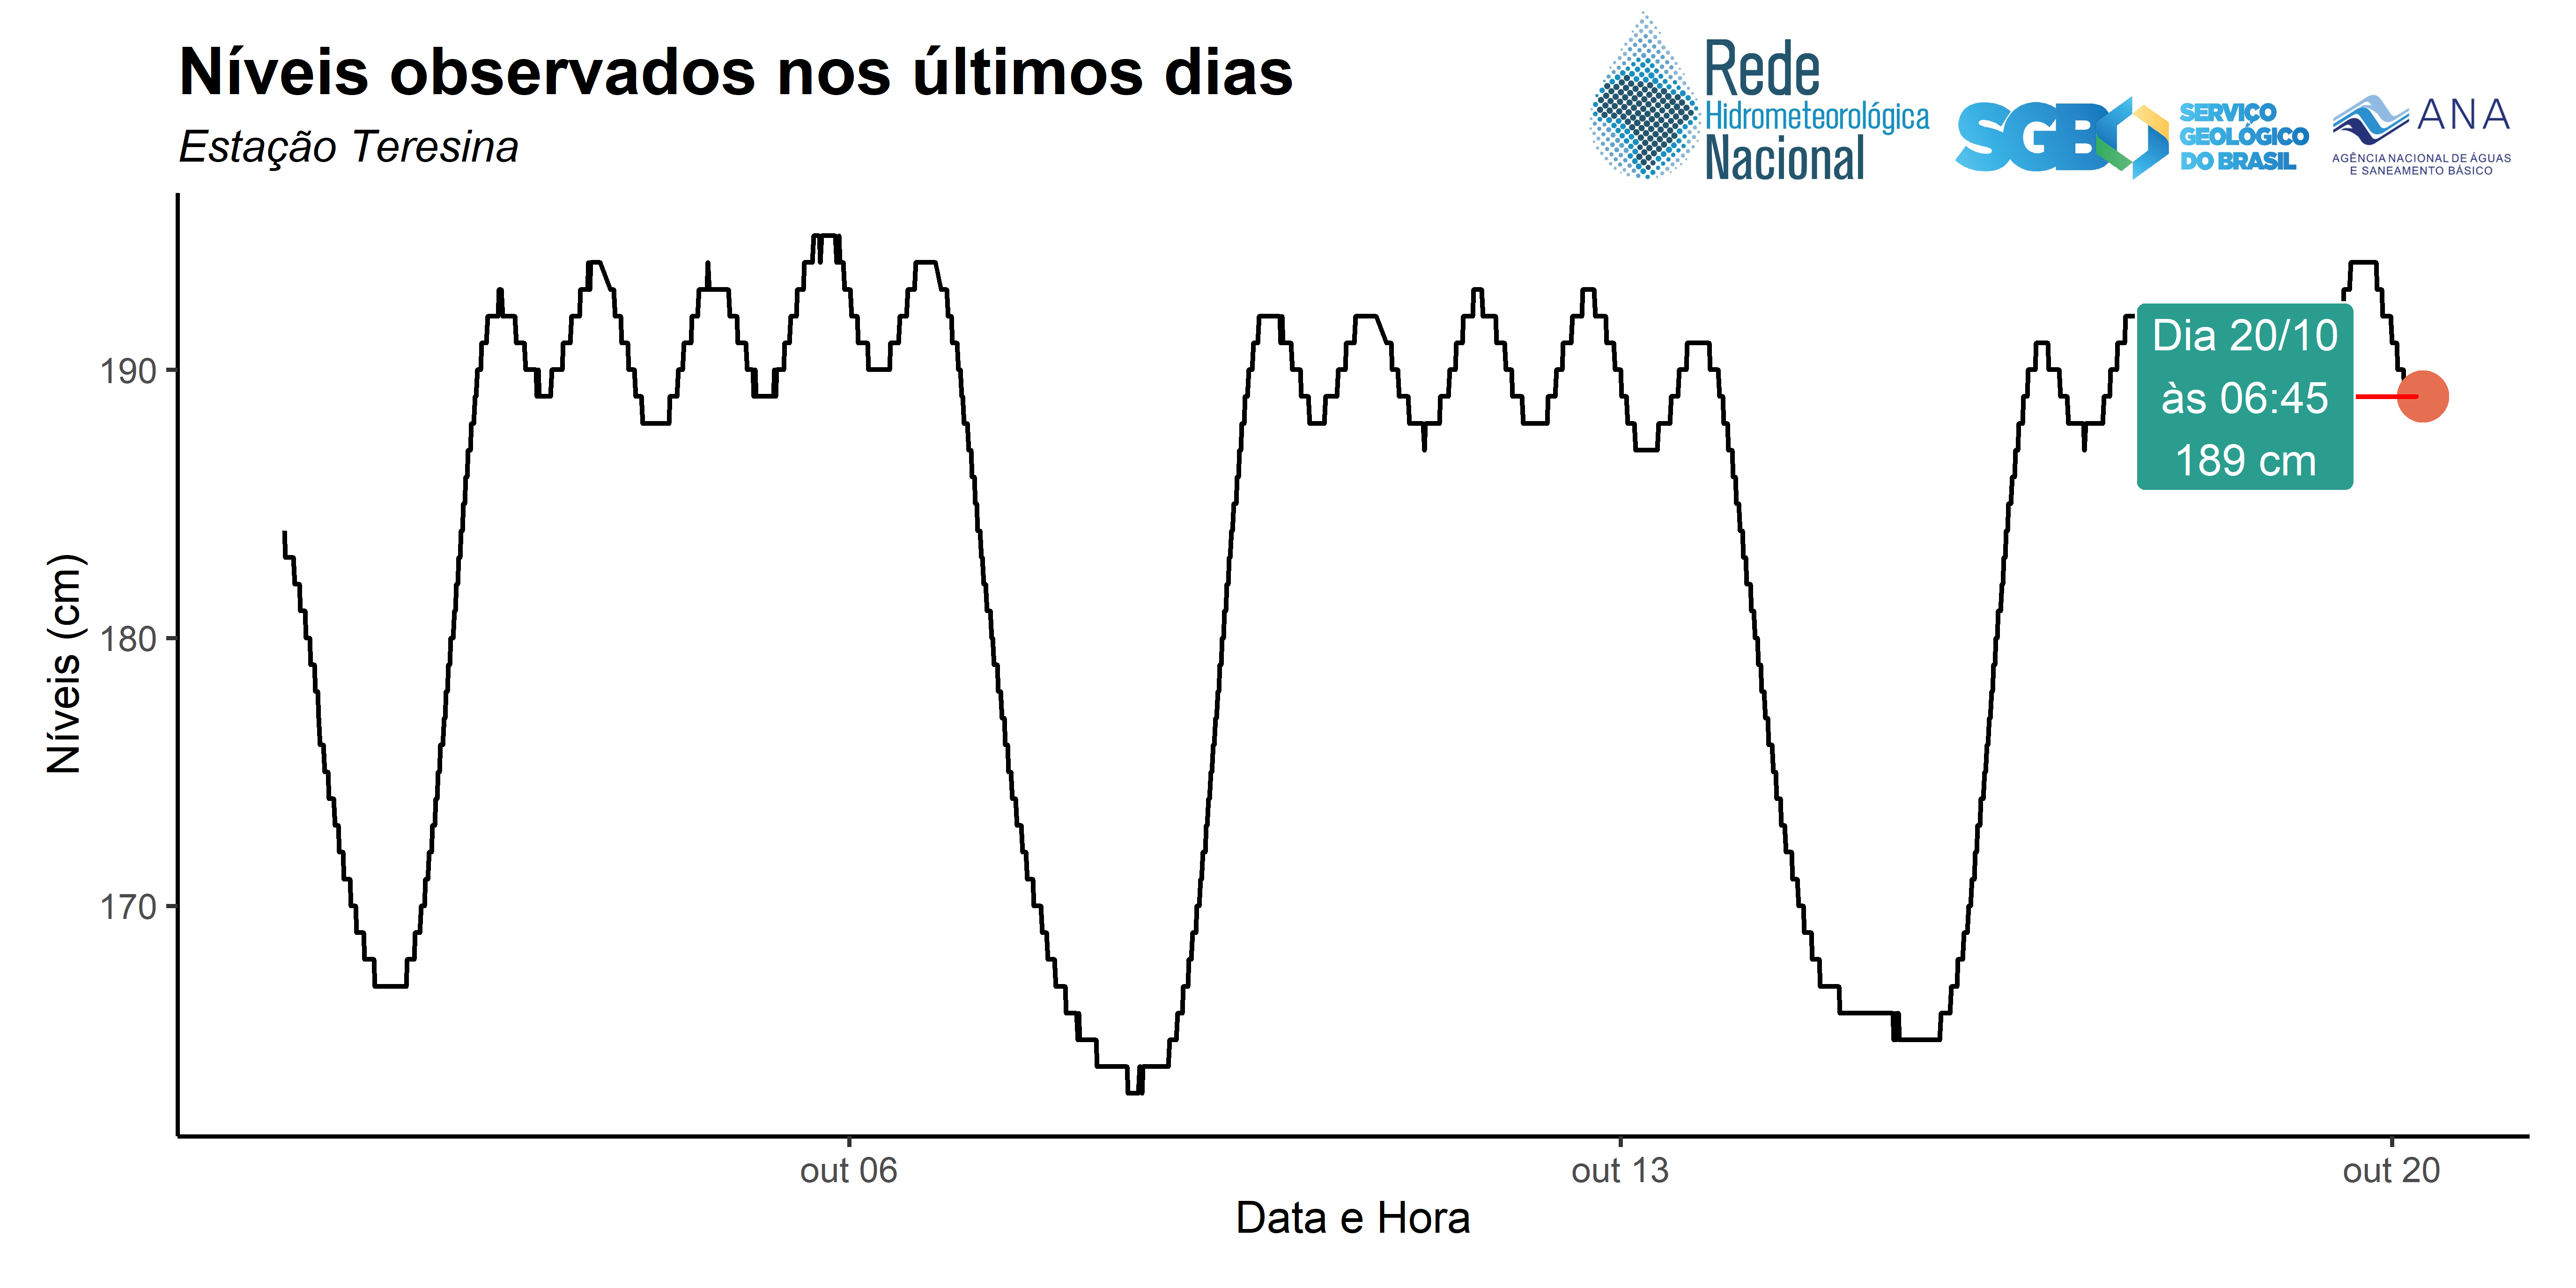 Níveis observados nos últimos dias
Estação Teresina
Rede
Hidrometeorológica
Nacional
SGB
SERVIÇO
GEOLÓGICO
DO BRASIL
ANA
AGÊNCIA NACIONAL DE ÁGUAS
E SANEAMENTO BÁSICO
Níveis (cm)
190
180
170
Dia 20/10
às 06:45
189 cm
out 06
out 13
out 20
Data e Hora